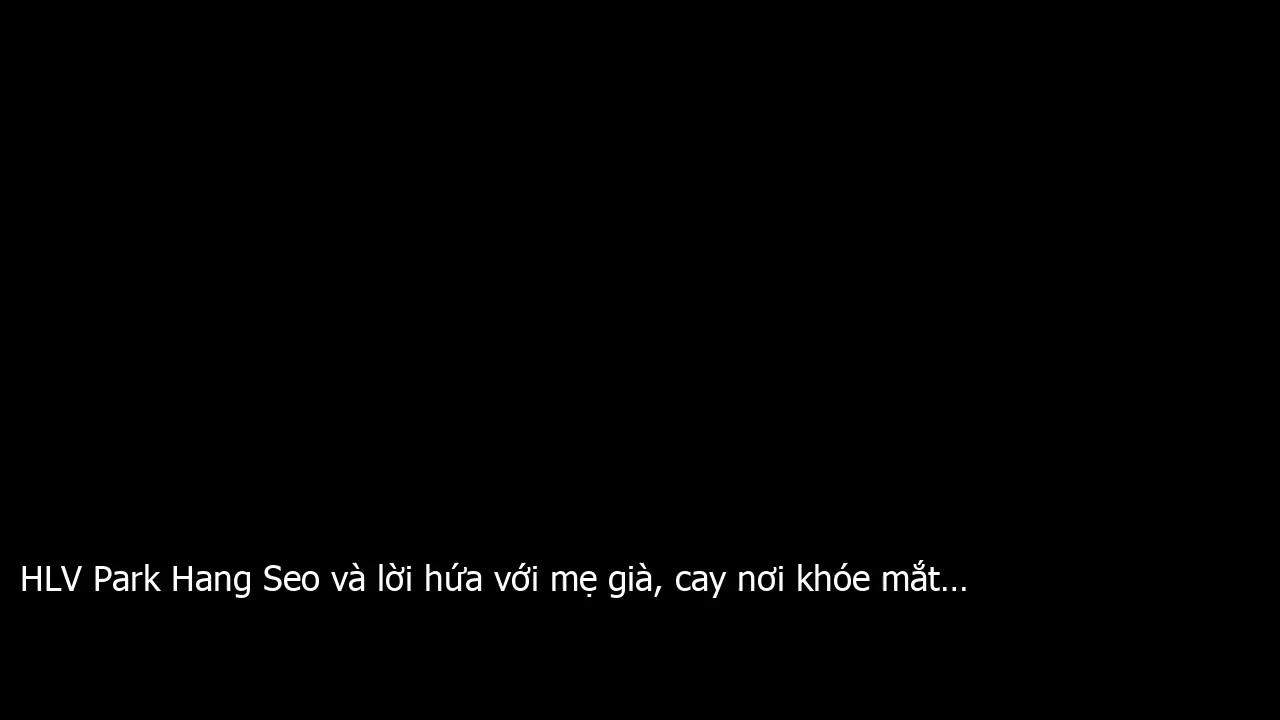 HLV Park Hang Seo và lời hứa với mẹ già, cay nơi khóe mắt...